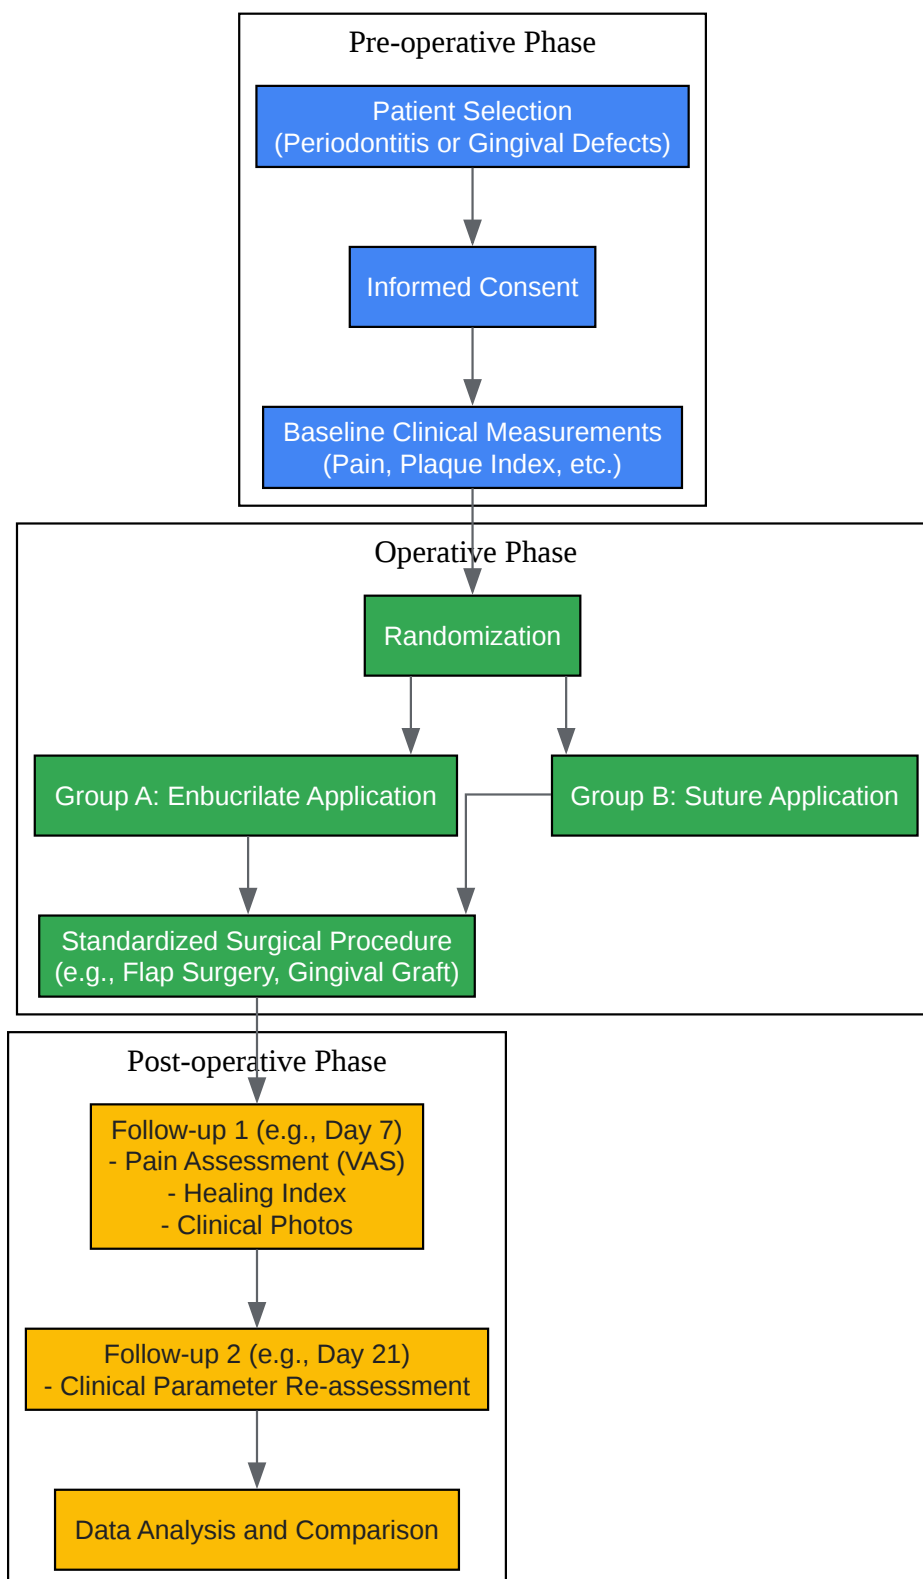 Pre-operative Phase
Patient Selection
(Periodontitis or Gingival Defects)
Informed Consent
Baseline Clinical Measurements
(Pain, Plaque Index, etc.)
Operative Phase
Randomization
Group A: Enbucrilate Application
Group B: Suture Application
Standardized Surgical Procedure
(e.g., Flap Surgery, Gingival Graft)
Post-operative Phase
Follow-up 1 (e.g., Day 7)
- Pain Assessment (VAS)
- Healing Index
- Clinical Photos
Follow-up 2 (e.g., Day 21)
- Clinical Parameter Re-assessment
Data Analysis and Comparison